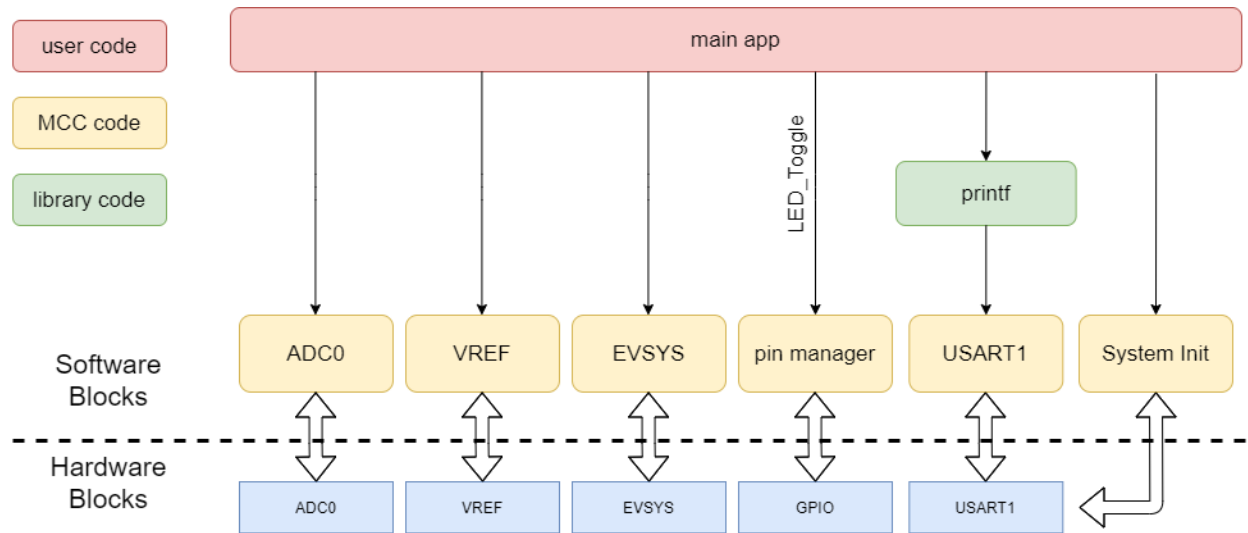 user code
main app
MCC code
LED_Toggle
library code
printf
ADC0
VREF
EVSYS
pin manager
USART1
System Init
Software
Blocks
Hardware
Blocks
ADC0
VREF
EVSYS
GPIO
USART1